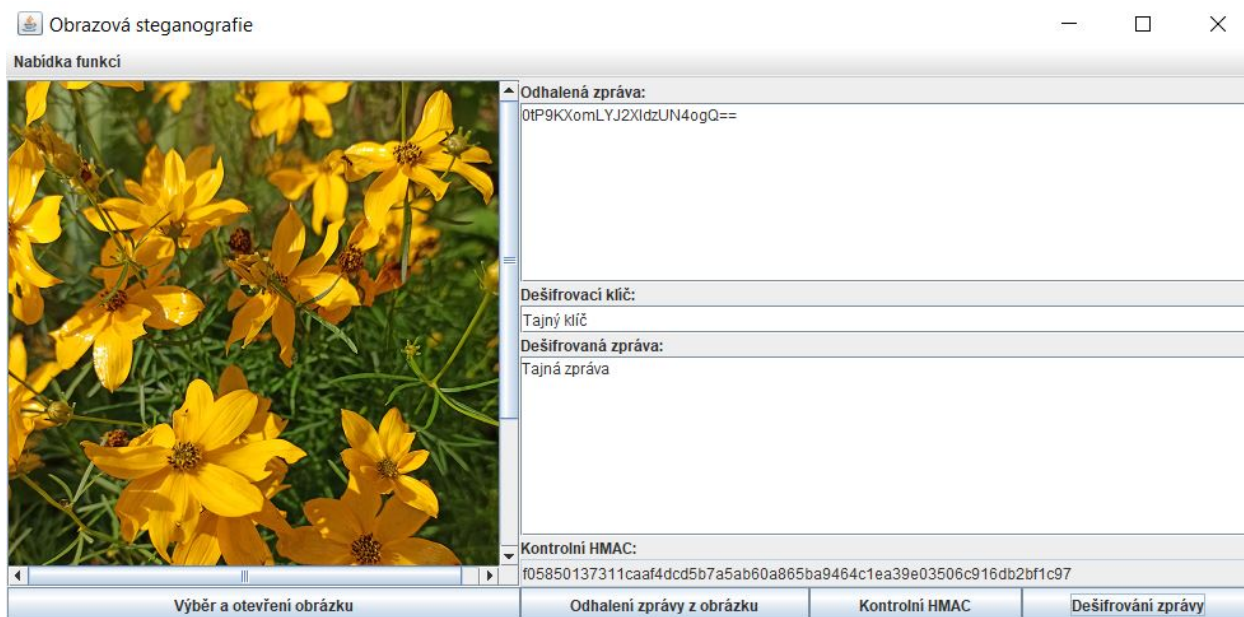 Obrazová steganografie
Nabídka funkcí
Odhalená zpráva:
0tP9KXomLYJ2XldzUN4ogQ==
Dešifrovací klíč:
Tajný klíč
Dešifrovaná zpráva:
Tajná zpráva
Kontrolní HMAC:
f05850137311caaf4dcd5b7a5ab60a865ba9464c1ea39e03506c916db2bf1c97
Výběr a otevření obrázku
Odhalení zprávy z obrázku
Kontrolní HMAC
Dešifrování zprávy